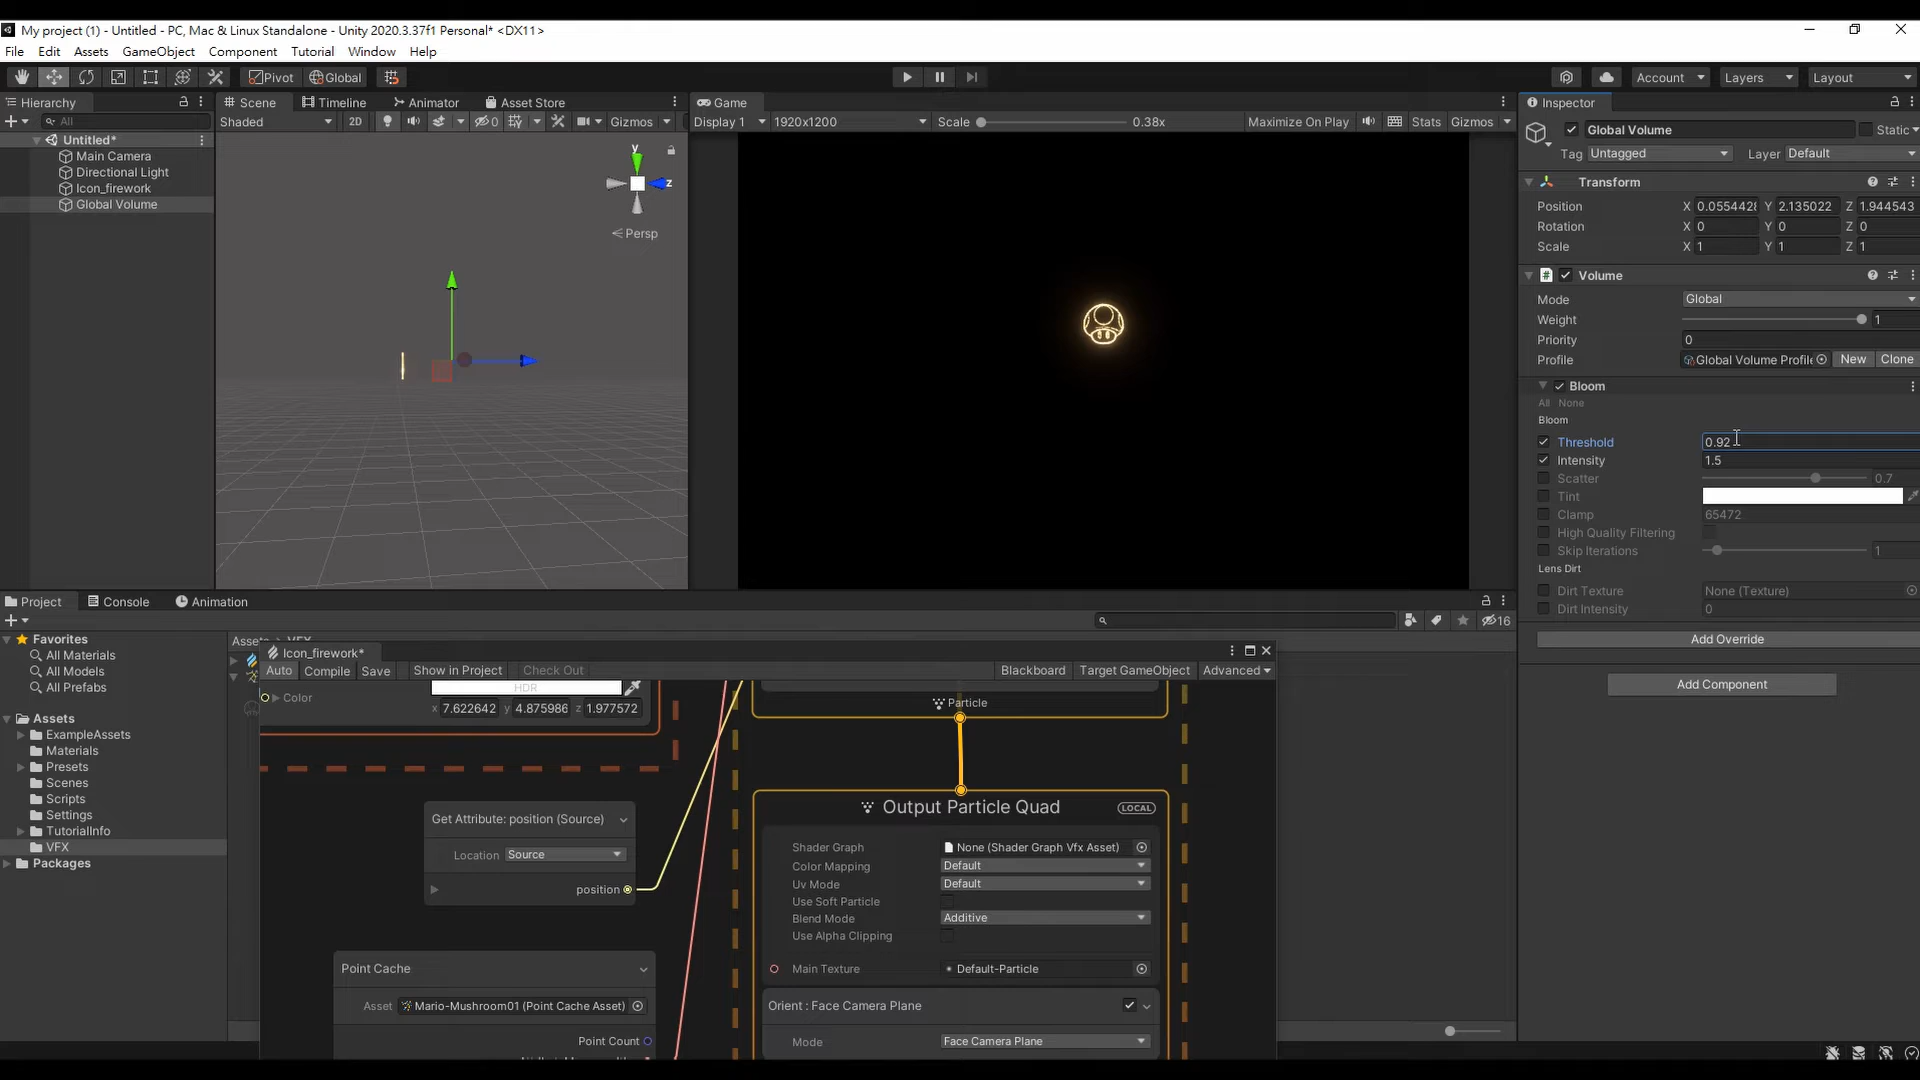 My project (1) - Untitled - PC, Mac & Linux Standalone - Unity 2020.3.37f1 Personal* <DX11>
File Edit Assets GameObject Component Tutorial Window Help
Pivot Global Account Layers Layout
Hierarchy Scene Timeline Animator Asset Store Game Inspector
All Shaded 2D 0 Gizmos Display 1 1920x1200 Scale 0.38x Maximize On Play Stats Gizmos
Global Volume Static
Untitled*
Main Camera
Directional Light
Icon_firework
Global Volume
y
z
Persp
Tag Untagged Layer Default
Transform
Position X 0.0554428 Y 2.135022 Z 1.944543
Rotation X 0 Y 0 Z 0
Scale X 1 Y 1 Z 1
Volume
Mode Global
Weight 1
Priority 0
Profile Global Volume Profile New Clone
Bloom
All None
Bloom
Threshold 0.92
Intensity 1.5
Scatter 0.7
Tint
Clamp 65472
High Quality Filtering
Skip Iterations 1
Lens Dirt
Dirt Texture None (Texture)
Dirt Intensity 0
Add Override
Add Component
Project Console Animation
16
Favorites
All Materials
All Models
All Prefabs
Assets
ExampleAssets
Materials
Presets
Scenes
Scripts
Settings
TutorialInfo
VFX
Packages
Icon_firework*
Auto Compile Save Show in Project Check Out Blackboard Target GameObject Advanced
Color HDR
x 7.622642 y 4.875986 z 1.977572
Particle
Get Attribute: position (Source)
Location Source
position
Point Cache
Asset Mario-Mushroom01 (Point Cache Asset)
Point Count
Output Particle Quad LOCAL
Shader Graph None (Shader Graph Vfx Asset)
Color Mapping Default
Uv Mode Default
Use Soft Particle
Blend Mode Additive
Use Alpha Clipping
Main Texture Default-Particle
Orient : Face Camera Plane
Mode Face Camera Plane